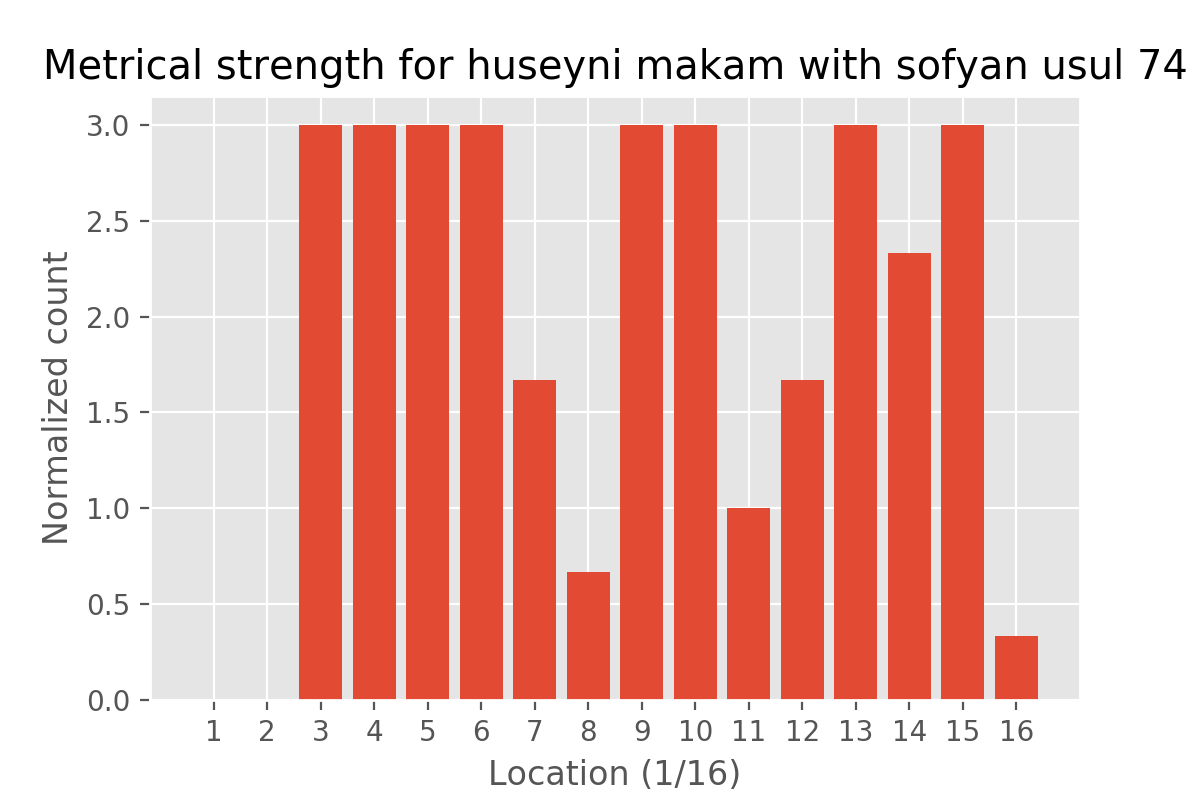 Metrical strength for huseyni makam with sofyan usul 74
Normalized count
3.0
2.5
2.0
1.5
1.0
0.5
0.0
1 2 3 4 5 6 7 8 9 10 11 12 13 14 15 16
Location (1/16)